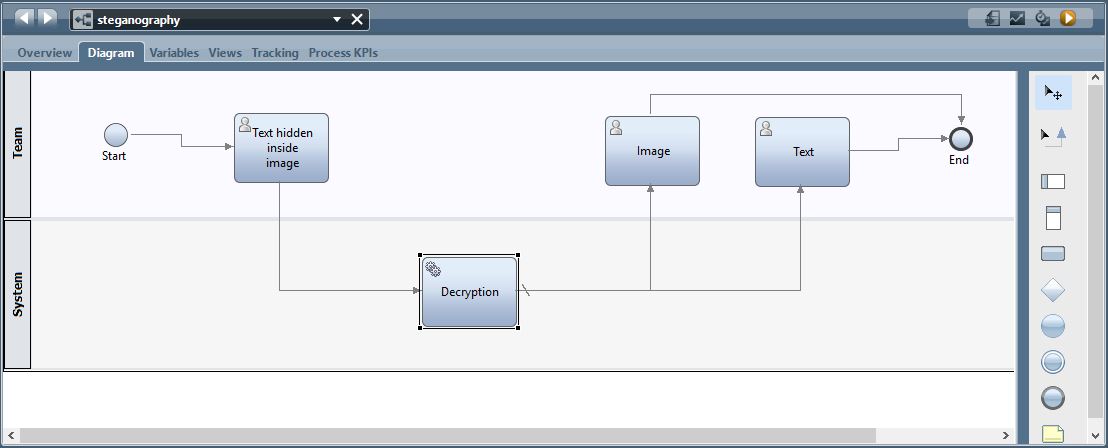 steganography
Overview Diagram Variables Views Tracking Process KPIs
Team
Start
Text hidden
inside
image
Image
Text
End
System
Decryption